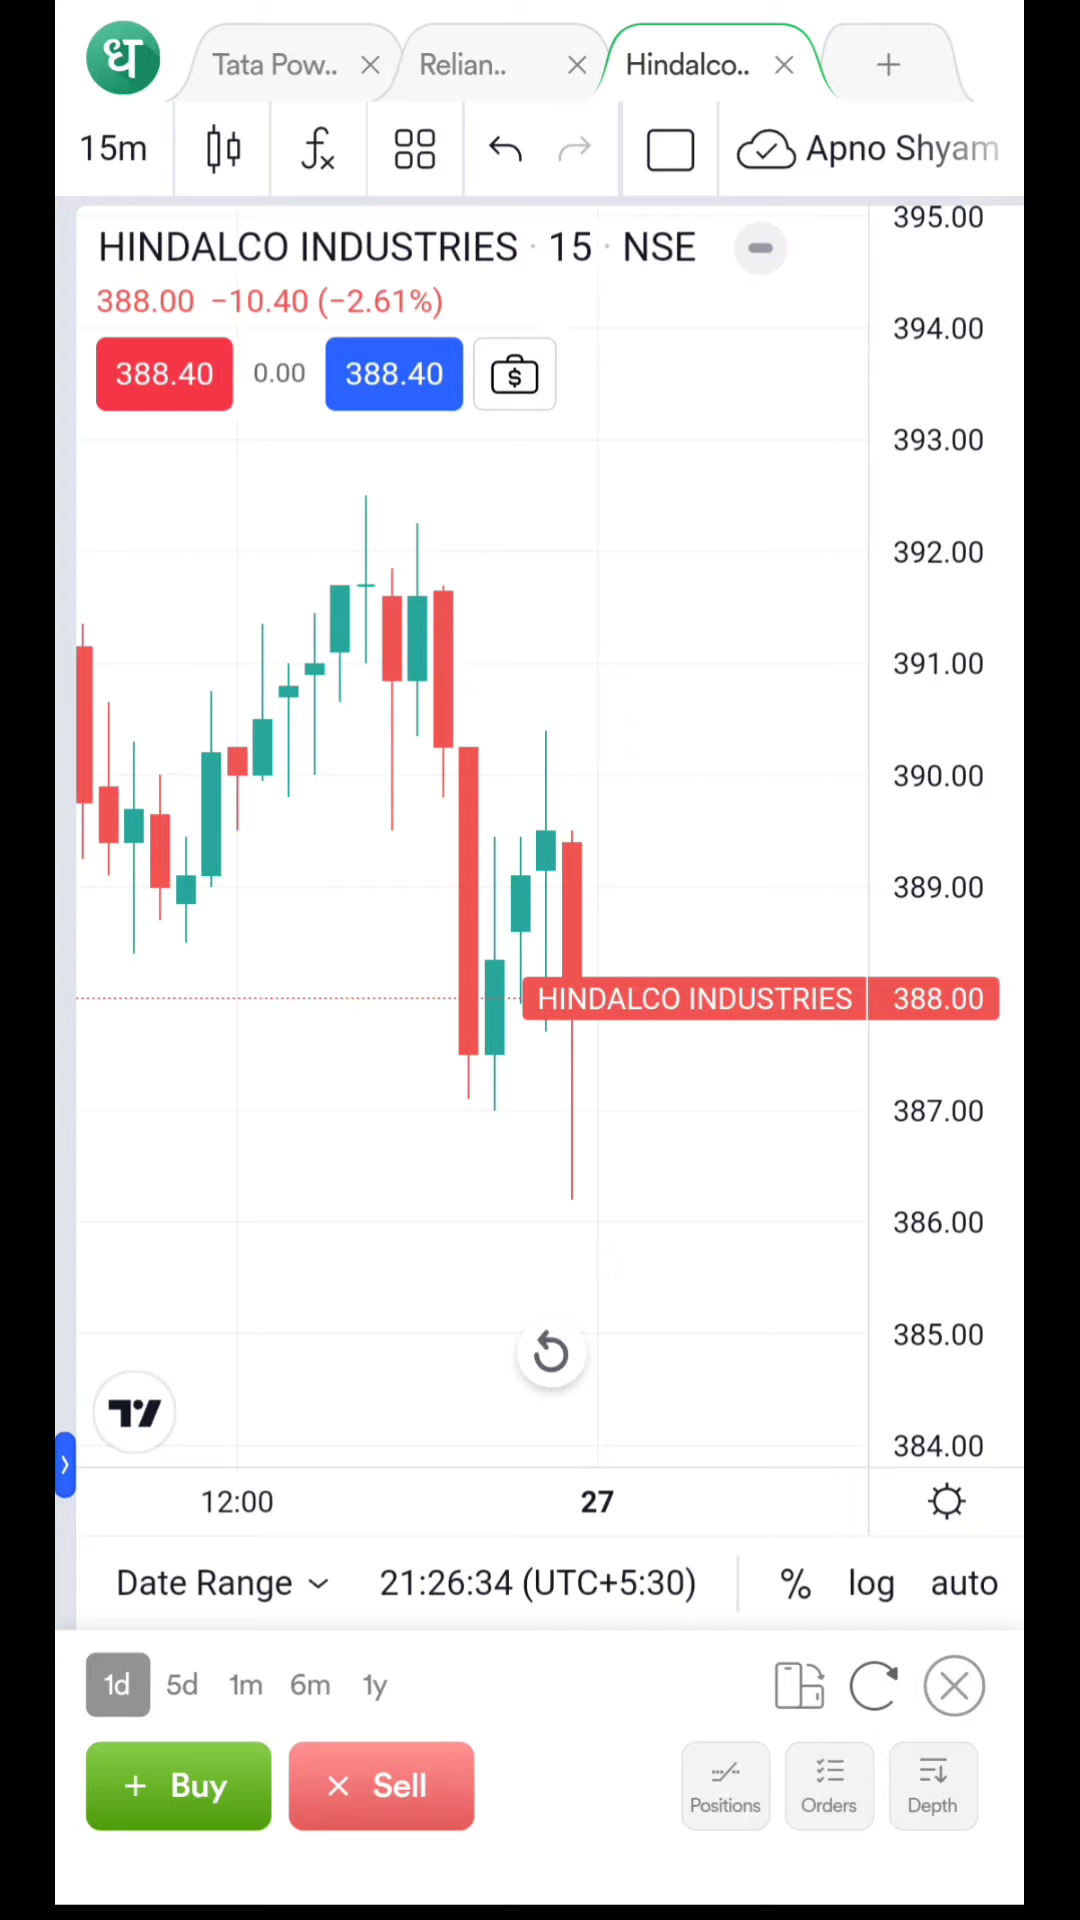 ध
Tata Pow..
Relian..
Hindalco..
15m
Apno Shyam
HINDALCO INDUSTRIES · 15 · NSE
388.00 −10.40 (−2.61%)
388.40 0.00 388.40
395.00
394.00
393.00
392.00
391.00
390.00
389.00
HINDALCO INDUSTRIES 388.00
387.00
386.00
385.00
384.00
12:00 27
Date Range 21:26:34 (UTC+5:30) % log auto
1d 5d 1m 6m 1y
+ Buy × Sell
Positions Orders Depth